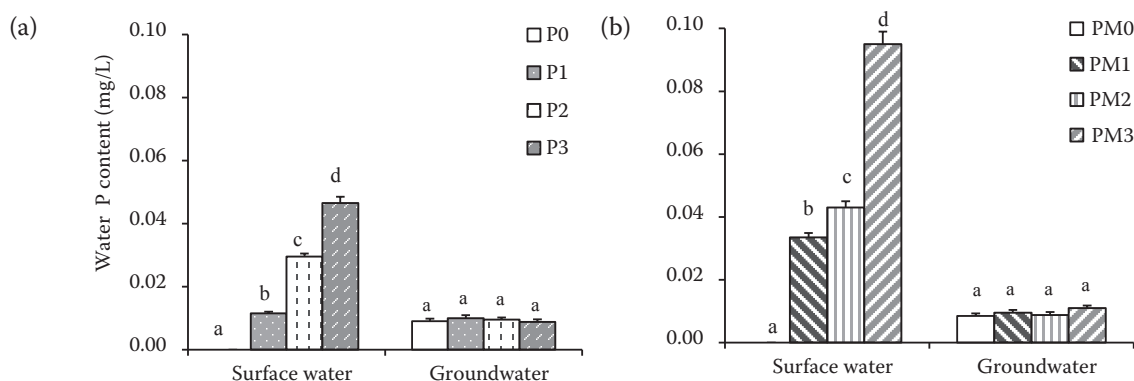 (a)
Water P content (mg/L)
0.10
0.08
0.06
0.04
0.02
0.00
a
b
c
d
a
a
a
a
Surface water
Groundwater
P0
P1
P2
P3
(b)
0.10
0.08
0.06
0.04
0.02
0.00
a
b
c
d
a
a
a
a
Surface water
Groundwater
PM0
PM1
PM2
PM3